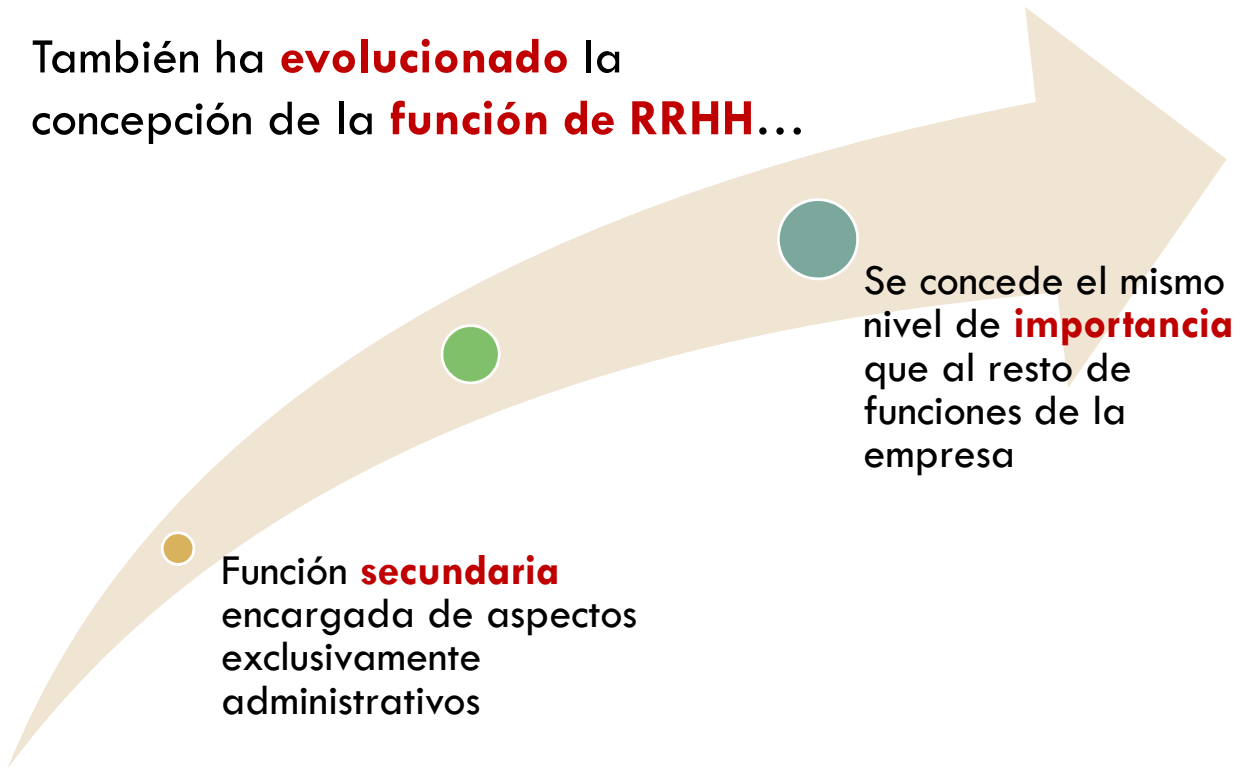 También ha evolucionado la
concepción de la función de RRHH...
Se concede el mismo
nivel de importancia
que al resto de
funciones de la
empresa
Función secundaria
encargada de aspectos
exclusivamente
administrativos